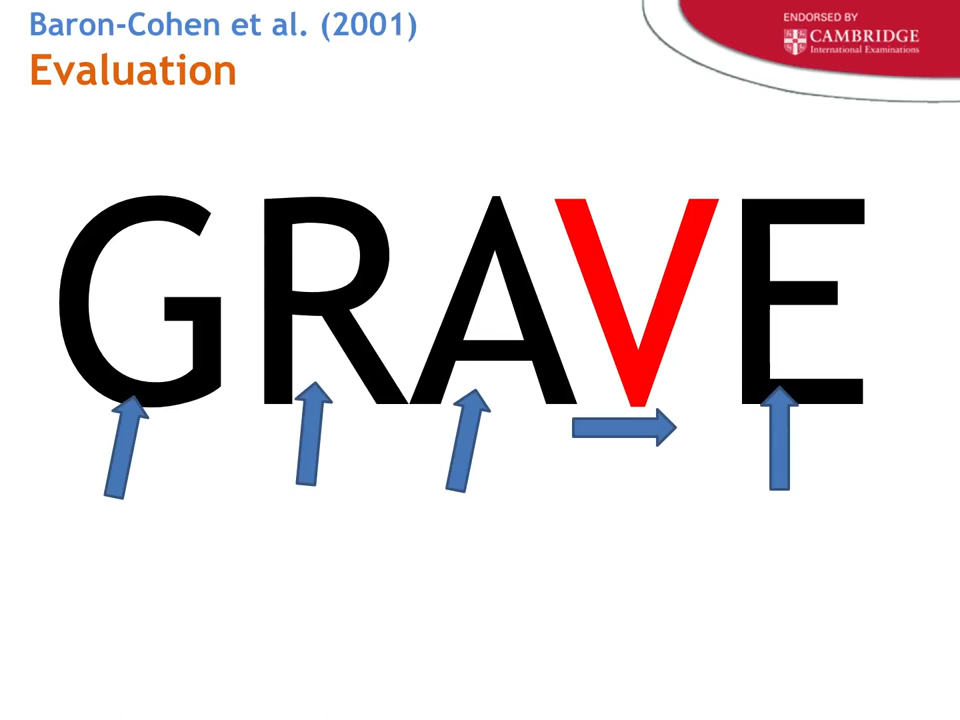 Baron-Cohen et al. (2001)
Evaluation
ENDORSED BY
CAMBRIDGE
International Examinations
GRAVE